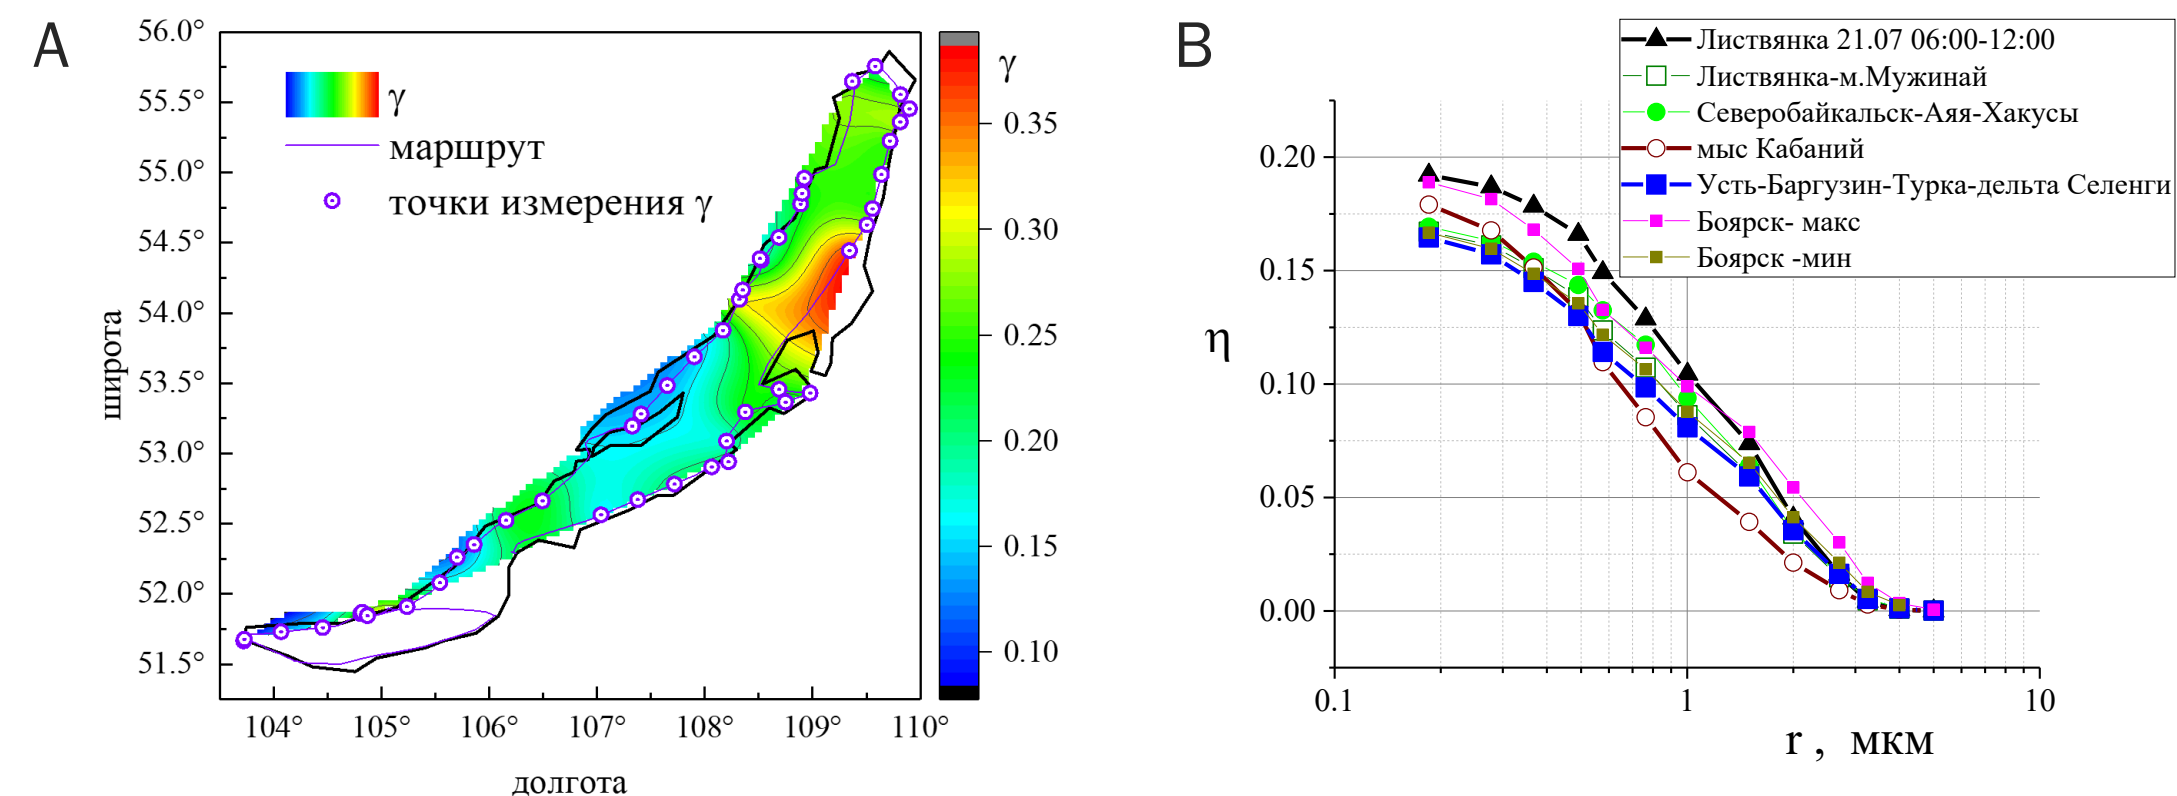 A
56.0°
55.5°
55.0°
54.5°
54.0°
53.5°
53.0°
52.5°
52.0°
51.5°
широта
γ
маршрут
точки измерения γ
104°
105°
106°
107°
108°
109°
110°
долгота
γ
0.35
0.30
0.25
0.20
0.15
0.10
B
Листвянка 21.07 06:00-12:00
Листвянка-м.Мужинай
Северобайкальск-Аяя-Хакусы
мыс Кабаний
Усть-Баргузин-Турка-дельта Селенги
Боярск- макс
Боярск -мин
0.20
0.15
0.10
0.05
0.00
η
0.1
1
10
r , мкм